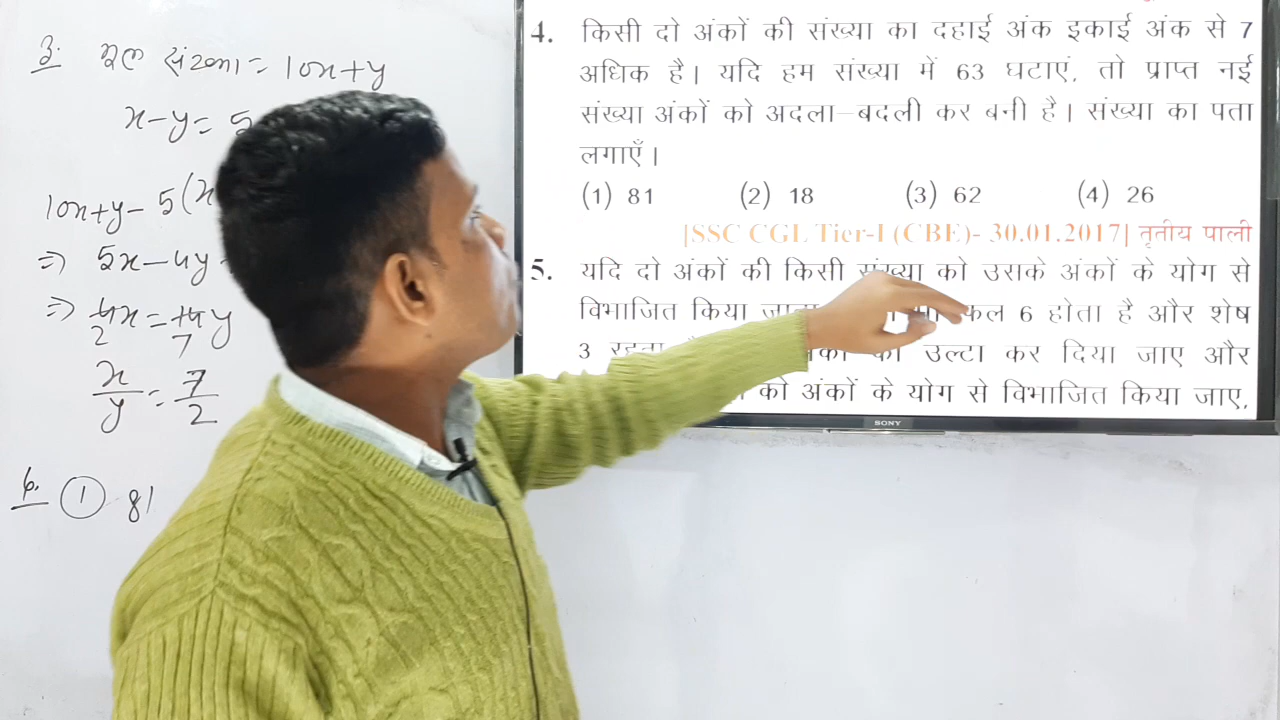 3. मूल संख्या = 10x+y
x-y = 5
10x+y - 5(x
⇒ 5x-4y
⇒ 4x = 14y
2 7
x/y = 7/2
① 81
4. किसी दो अंकों की संख्या का दहाई अंक इकाई अंक से 7
अधिक है। यदि हम संख्या में 63 घटाएं, तो प्राप्त नई
संख्या अंकों को अदला-बदली कर बनी है। संख्या का पता
लगाएँ।
(1) 81 (2) 18 (3) 62 (4) 26
[SSC CGL Tier-I (CBE)- 30.01.2017] तृतीय पाली
5. यदि दो अंकों की किसी संख्या को उसके अंकों के योग से
विभाजित किया 6 होता है और शेष
3 उल्टा कर दिया जाए और
को अंकों के योग से विभाजित किया जाए,
SONY